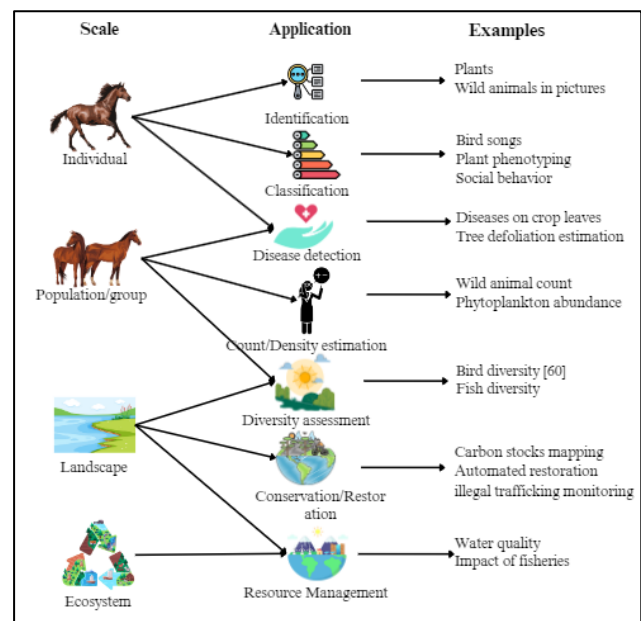 Scale
Application
Examples
Individual
Identification
Plants
Wild animals in pictures
Classification
Bird songs
Plant phenotyping
Social behavior
Population/group
Disease detection
Diseases on crop leaves
Tree defoliation estimation
Count/Density estimation
Wild animal count
Phytoplankton abundance
Landscape
Diversity assessment
Bird diversity [60]
Fish diversity
Conservation/Restor
ation
Carbon stocks mapping
Automated restoration
illegal trafficking monitoring
Ecosystem
Resource Management
Water quality
Impact of fisheries